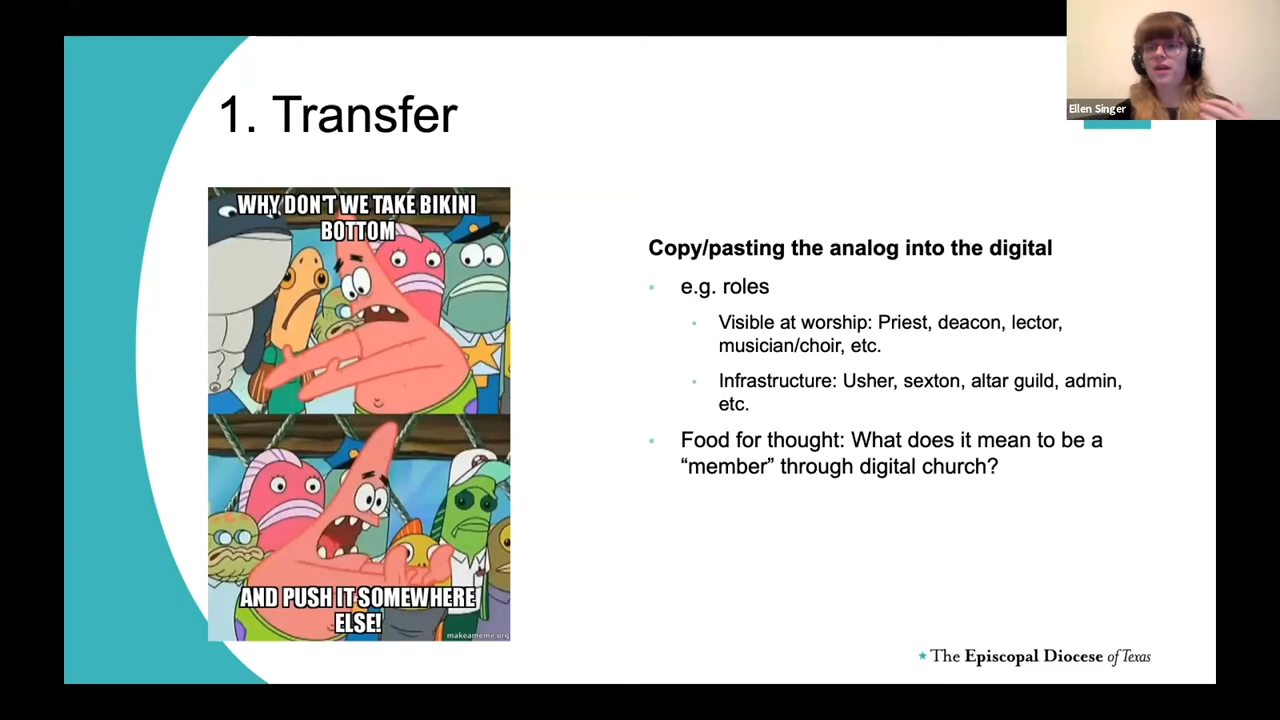 Ellen Singer
1. Transfer
WHY DON'T WE TAKE BIKINI
BOTTOM
AND PUSH IT SOMEWHERE
ELSE!
makeameme.org
Copy/pasting the analog into the digital
• e.g. roles
• Visible at worship: Priest, deacon, lector,
musician/choir, etc.
• Infrastructure: Usher, sexton, altar guild, admin,
etc.
• Food for thought: What does it mean to be a
“member” through digital church?
The Episcopal Diocese of Texas